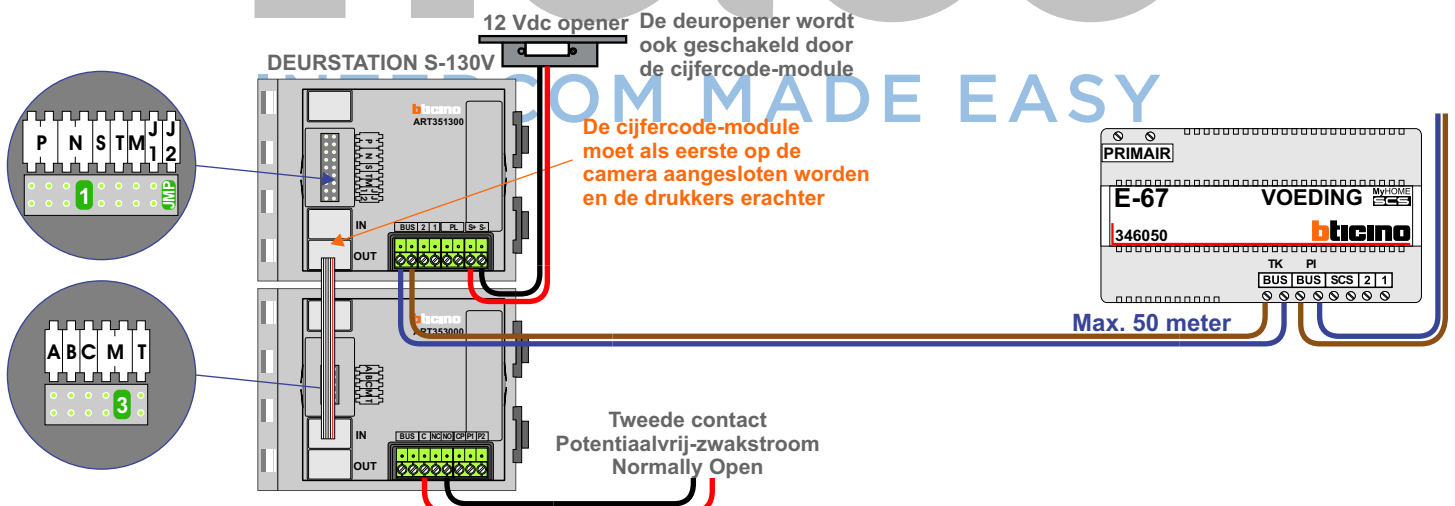 12 Vdc opener
De deuropener wordt
ook geschakeld door
de cijfercode-module
DEURSTATION S-130V
INTERCOM MADE EASY
P N S T M J1 J2
1 JMP
bticino
ART351300
P N S T M J1 J2
De cijfercode-module
moet als eerste op de
camera aangesloten worden
en de drukkers erachter
IN
OUT
BUS 2 1 PL S+ S-
PRIMAIR
E-67 VOEDING MyHOME SCS
346050 bticino
TK PI
BUS BUS SCS 2 1
Max. 50 meter
bticino
ART353000
A B C M T
3
A B C M T
IN
OUT
BUS C NC NO CP P1 P2
Tweede contact
Potentiaalvrij-zwakstroom
Normally Open